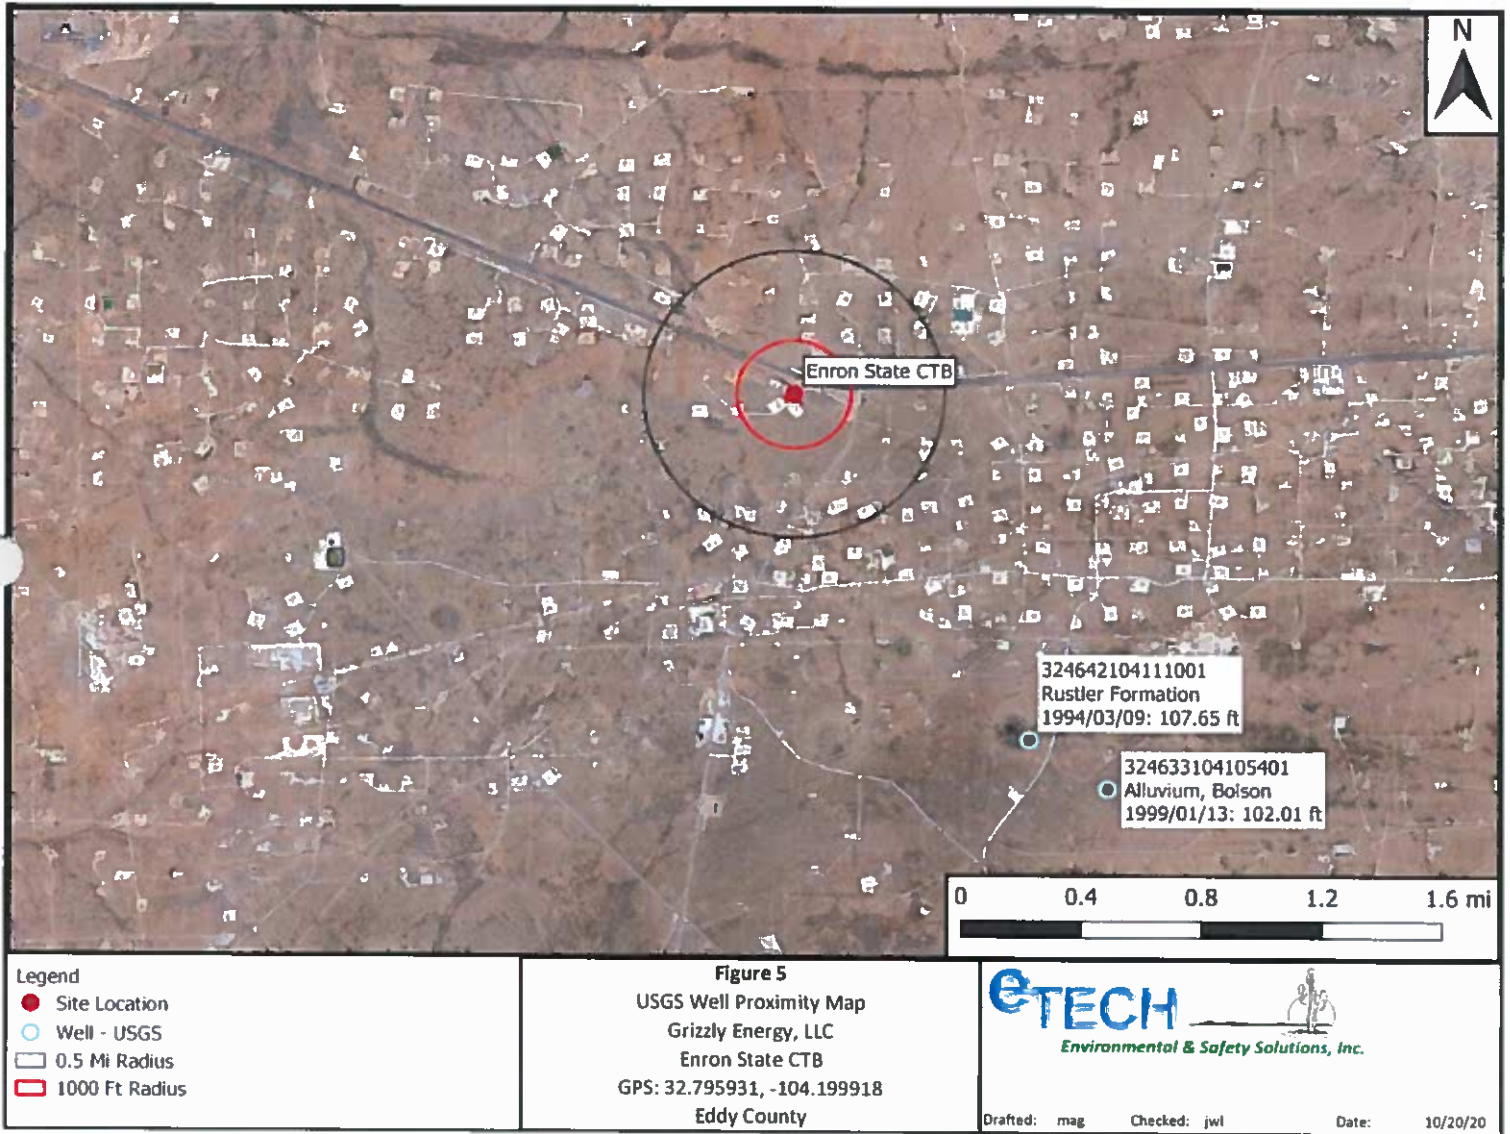 N
Enron State CTB
324642104111001
Rustler Formation
1994/03/09: 107.65 ft
324633104105401
Alluvium, Bolson
1999/01/13: 102.01 ft
0 0.4 0.8 1.2 1.6 mi
Legend
Site Location
Well - USGS
0.5 Mi Radius
1000 Ft Radius
Figure 5
USGS Well Proximity Map
Grizzly Energy, LLC
Enron State CTB
GPS: 32.795931, -104.199918
Eddy County
eTECH
Environmental & Safety Solutions, Inc.
Drafted: mag Checked: jwl Date: 10/20/20